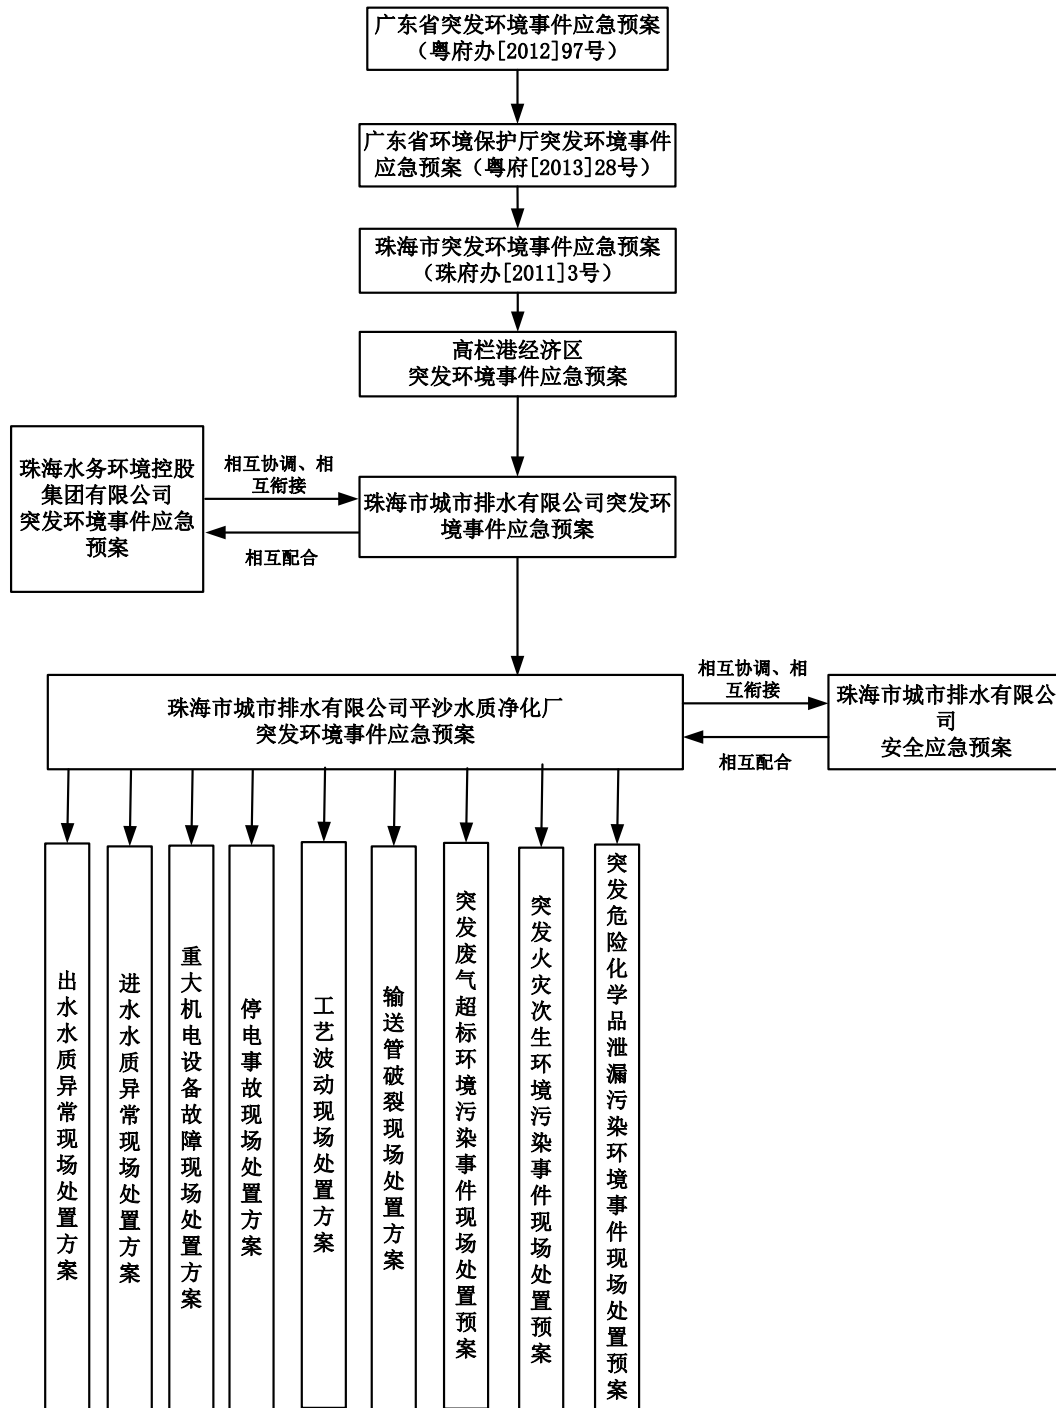 广东省突发环境事件应急预案
（粤府办[2012]97号）
广东省环境保护厅突发环境事件
应急预案（粤府[2013]28号）
珠海市突发环境事件应急预案
（珠府办[2011]3号）
高栏港经济区
突发环境事件应急预案
珠海水务环境控股
集团有限公司
突发环境事件应急
预案
相互协调、相
互衔接
相互配合
珠海市城市排水有限公司突发环
境事件应急预案
珠海市城市排水有限公司平沙水质净化厂
突发环境事件应急预案
相互协调、相
互衔接
相互配合
珠海市城市排水有限公
司
安全应急预案
出水水质异常现场处置方案
进水水质异常现场处置方案
重大机电设备故障现场处置方案
停电事故现场处置方案
工艺波动现场处置方案
输送管破裂现场处置方案
突发废气超标环境污染事件现场处置预案
突发火灾次生环境污染事件现场处置预案
突发危险化学品泄漏污染环境事件现场处置预案